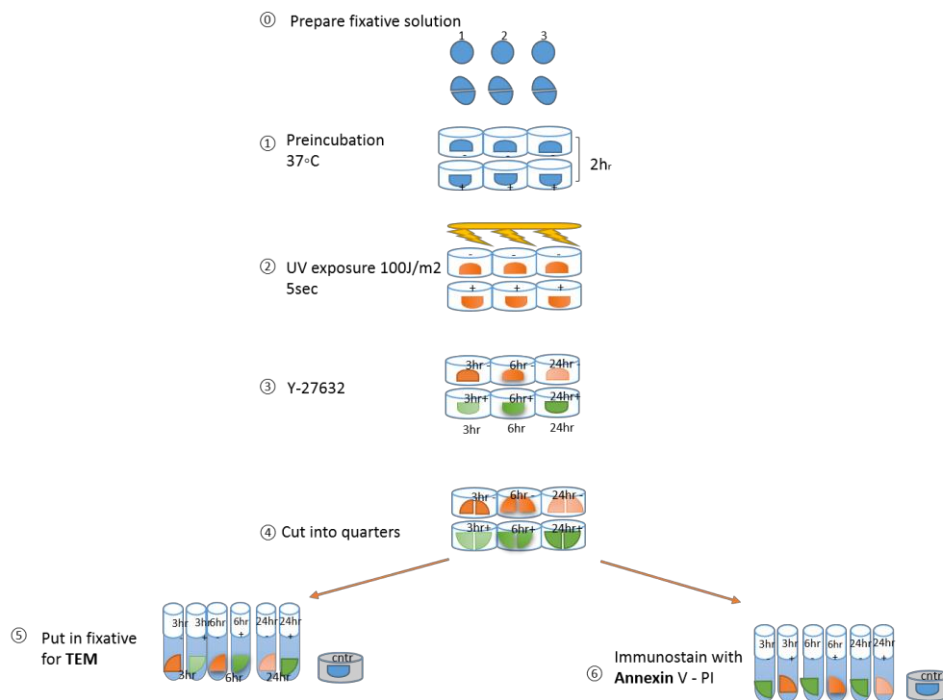 ⓪ Prepare fixative solution
1 2 3
① Preincubation
37◦C
- - -
2hr
+ + +
② UV exposure 100J/m2
5sec
- - -
+ + +
3hr - 6hr - 24hr -
③ Y-27632
3hr+ 6hr+ 24hr+
3hr 6hr 24hr
3hr - 6hr - 24hr -
④ Cut into quarters
3hr+ 6hr+ 24hr+
⑤ Put in fixative
for TEM
3hr 3hr 6hr 6hr 24hr 24hr
- + - + - +
3hr 6hr 24hr
cntr
⑥ Immunostain with
Annexin V - PI
3hr 3hr 6hr 6hr 24hr 24hr
- + - + - +
cntr